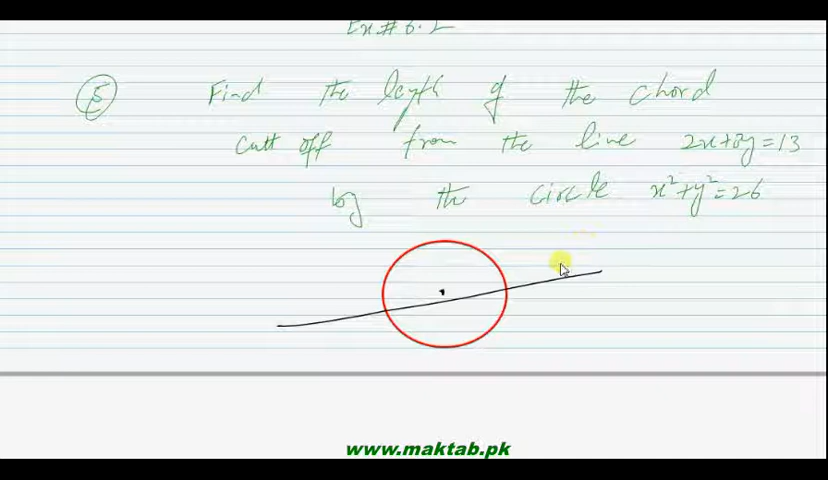 Ex # 6.2
5 Find the length of the chord
Cutt off from the line 2x+3y=13
by the circle x²+y²=26
www.maktab.pk